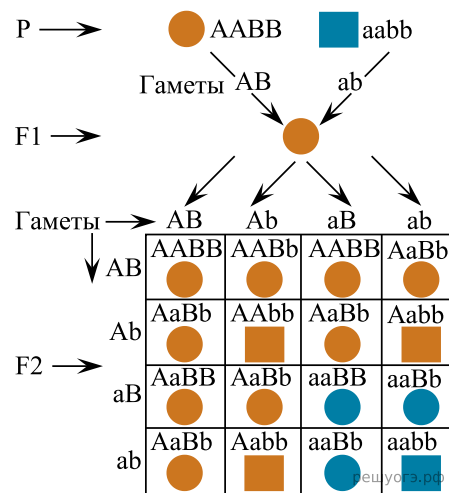 P AABB aabb
Гаметы AB ab
F1
Гаметы AB Ab aB ab
AB AABB AABb AABB AaBb
Ab AaBb AAbb AaBb Aabb
F2
aB AaBB AaBb aaBB aaBb
ab AaBb Aabb aaBb aabb
решуогэ.рф